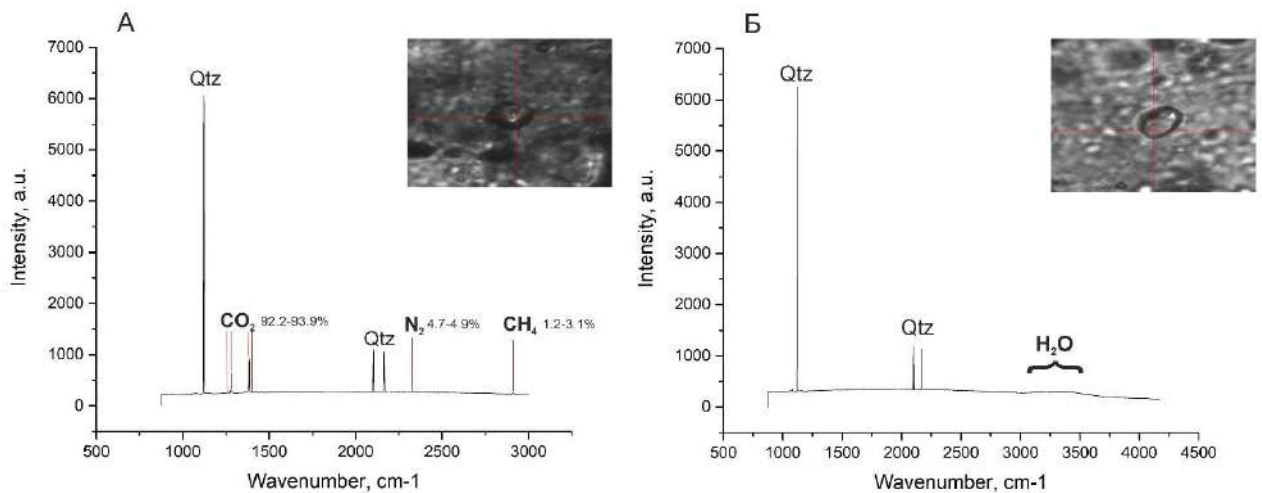 А
7000
6000
5000
4000
3000
2000
1000
0
Intensity, a.u.
Qtz
CO₂ 92.2-93.9%
Qtz
N₂ 4.7-4.9%
CH₄ 1.2-3.1%
500
1000
1500
2000
2500
3000
Wavenumber, cm-1
Б
7000
6000
5000
4000
3000
2000
1000
0
Intensity, a.u.
Qtz
Qtz
H₂O
500
1000
1500
2000
2500
3000
3500
4000
4500
Wavenumber, cm-1